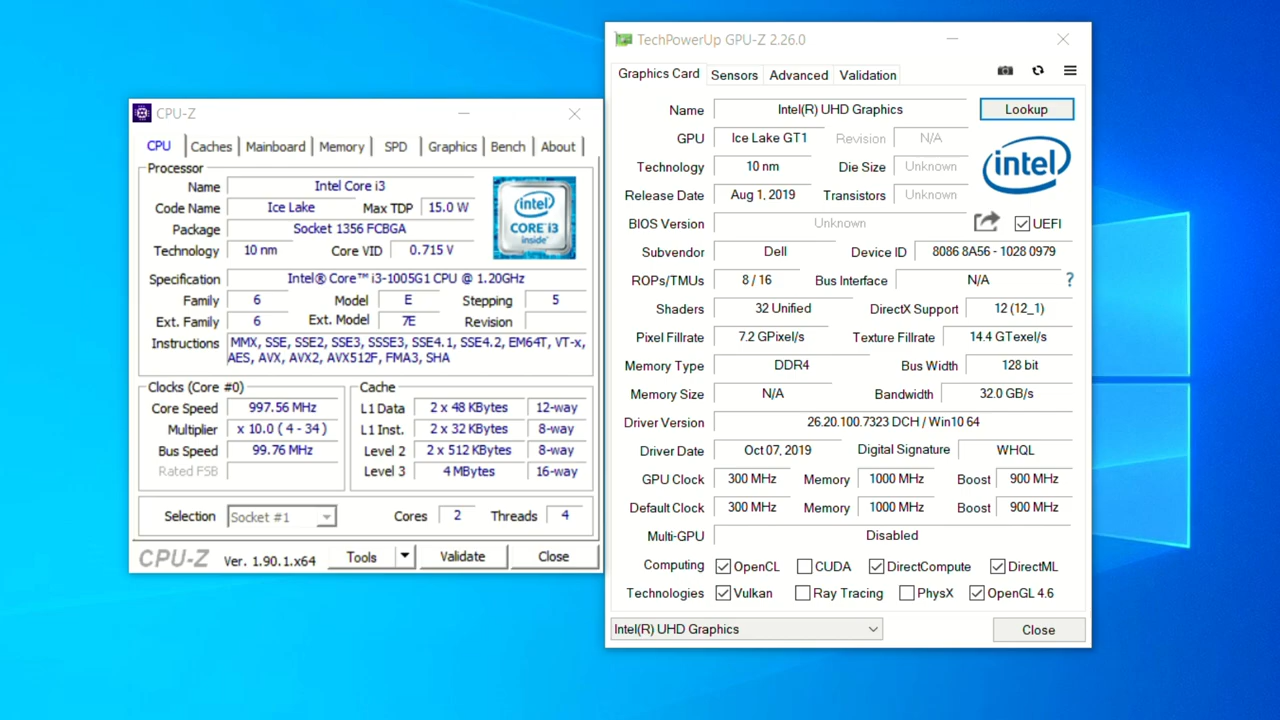 CPU-Z
CPU Caches Mainboard Memory SPD Graphics Bench About
Processor
Name Intel Core i3
Code Name Ice Lake Max TDP 15.0 W
Package Socket 1356 FCBGA
Technology 10 nm Core VID 0.715 V
intel CORE i3 inside™
Specification Intel® Core™ i3-1005G1 CPU @ 1.20GHz
Family 6 Model E Stepping 5
Ext. Family 6 Ext. Model 7E Revision
Instructions MMX, SSE, SSE2, SSE3, SSSE3, SSE4.1, SSE4.2, EM64T, VT-x,
AES, AVX, AVX2, AVX512F, FMA3, SHA
Clocks (Core #0)
Core Speed 997.56 MHz
Multiplier x 10.0 ( 4 - 34 )
Bus Speed 99.76 MHz
Rated FSB
Cache
L1 Data 2 x 48 KBytes 12-way
L1 Inst. 2 x 32 KBytes 8-way
Level 2 2 x 512 KBytes 8-way
Level 3 4 MBytes 16-way
Selection Socket #1 Cores 2 Threads 4
CPU-Z Ver. 1.90.1.x64 Tools Validate Close
TechPowerUp GPU-Z 2.26.0
Graphics Card Sensors Advanced Validation
Name Intel(R) UHD Graphics Lookup
GPU Ice Lake GT1 Revision N/A
intel
Technology 10 nm Die Size Unknown
Release Date Aug 1, 2019 Transistors Unknown
BIOS Version Unknown UEFI
Subvendor Dell Device ID 8086 8A56 - 1028 0979
ROPs/TMUs 8 / 16 Bus Interface N/A ?
Shaders 32 Unified DirectX Support 12 (12_1)
Pixel Fillrate 7.2 GPixel/s Texture Fillrate 14.4 GTexel/s
Memory Type DDR4 Bus Width 128 bit
Memory Size N/A Bandwidth 32.0 GB/s
Driver Version 26.20.100.7323 DCH / Win10 64
Driver Date Oct 07, 2019 Digital Signature WHQL
GPU Clock 300 MHz Memory 1000 MHz Boost 900 MHz
Default Clock 300 MHz Memory 1000 MHz Boost 900 MHz
Multi-GPU Disabled
Computing OpenCL CUDA DirectCompute DirectML
Technologies Vulkan Ray Tracing PhysX OpenGL 4.6
Intel(R) UHD Graphics Close